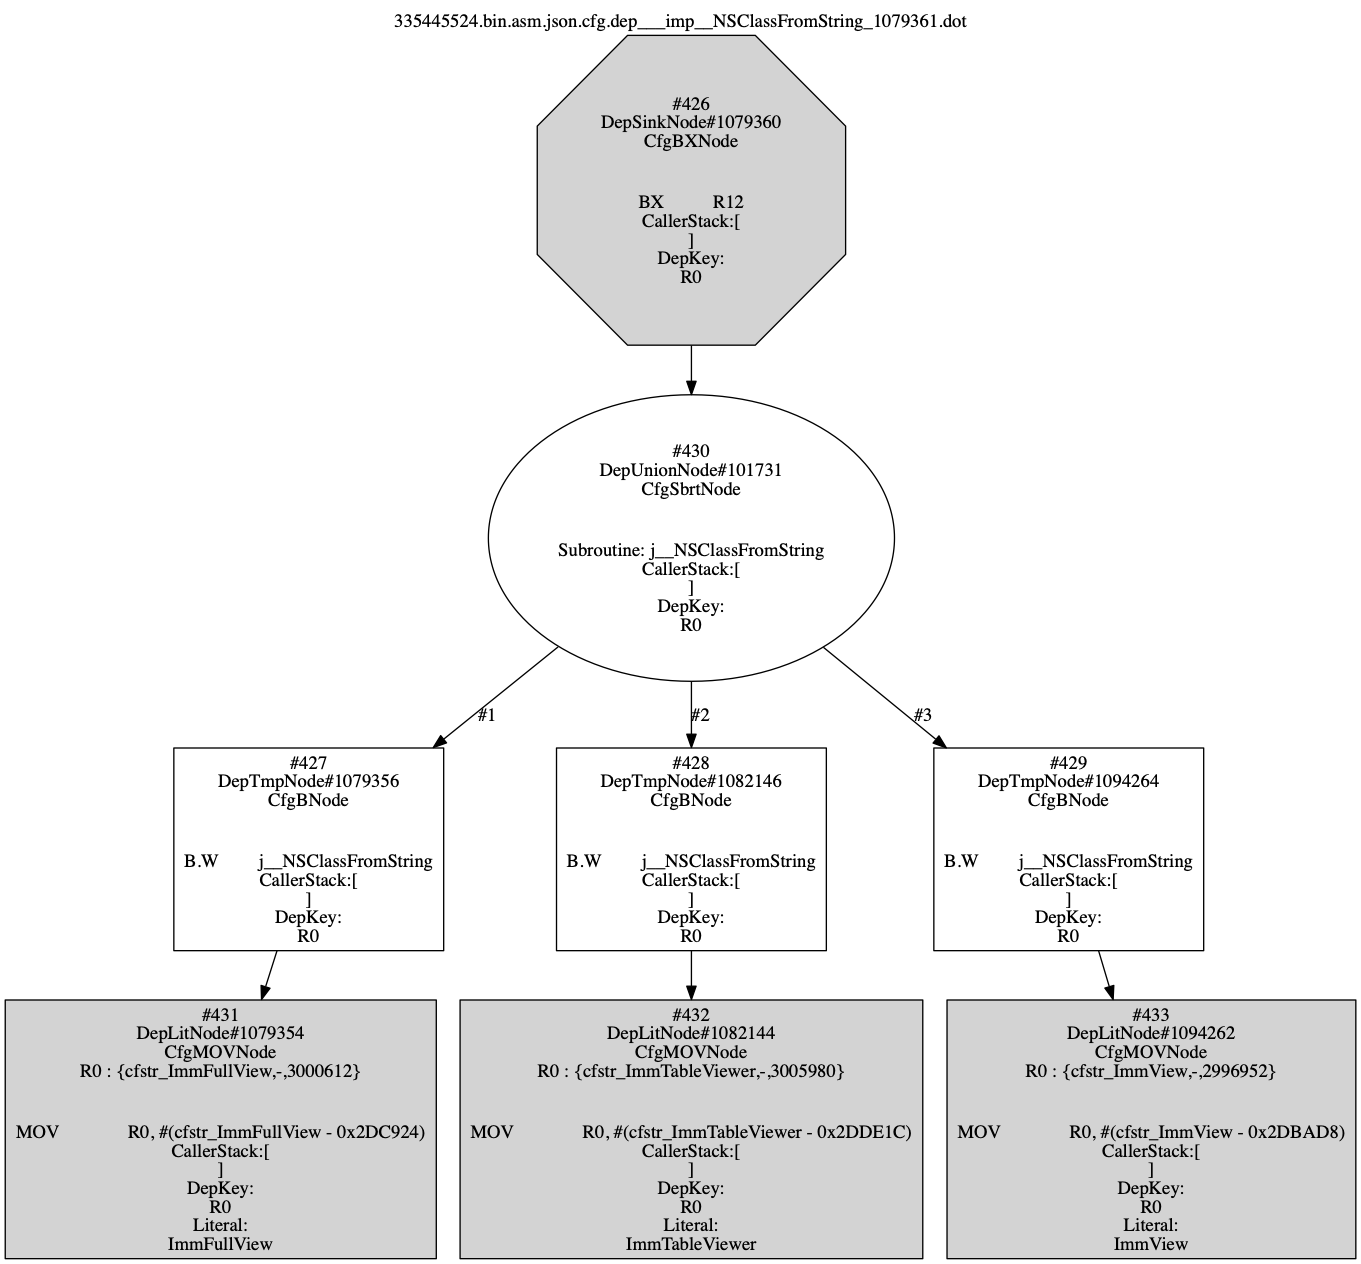 335445524.bin.asm.json.cfg.dep___imp__NSClassFromString_1079361.dot
#426
DepSinkNode#1079360
CfgBXNode
BX R12
CallerStack:[
]
DepKey:
R0
#430
DepUnionNode#101731
CfgSbrtNode
Subroutine: j__NSClassFromString
CallerStack:[
]
DepKey:
R0
#1
#2
#3
#427
DepTmpNode#1079356
CfgBNode
B.W j__NSClassFromString
CallerStack:[
]
DepKey:
R0
#428
DepTmpNode#1082146
CfgBNode
B.W j__NSClassFromString
CallerStack:[
]
DepKey:
R0
#429
DepTmpNode#1094264
CfgBNode
B.W j__NSClassFromString
CallerStack:[
]
DepKey:
R0
#431
DepLitNode#1079354
CfgMOVNode
R0 : {cfstr_ImmFullView,-,3000612}
MOV R0, #(cfstr_ImmFullView - 0x2DC924)
CallerStack:[
]
DepKey:
R0
Literal:
ImmFullView
#432
DepLitNode#1082144
CfgMOVNode
R0 : {cfstr_ImmTableViewer,-,3005980}
MOV R0, #(cfstr_ImmTableViewer - 0x2DDE1C)
CallerStack:[
]
DepKey:
R0
Literal:
ImmTableViewer
#433
DepLitNode#1094262
CfgMOVNode
R0 : {cfstr_ImmView,-,2996952}
MOV R0, #(cfstr_ImmView - 0x2DBAD8)
CallerStack:[
]
DepKey:
R0
Literal:
ImmView